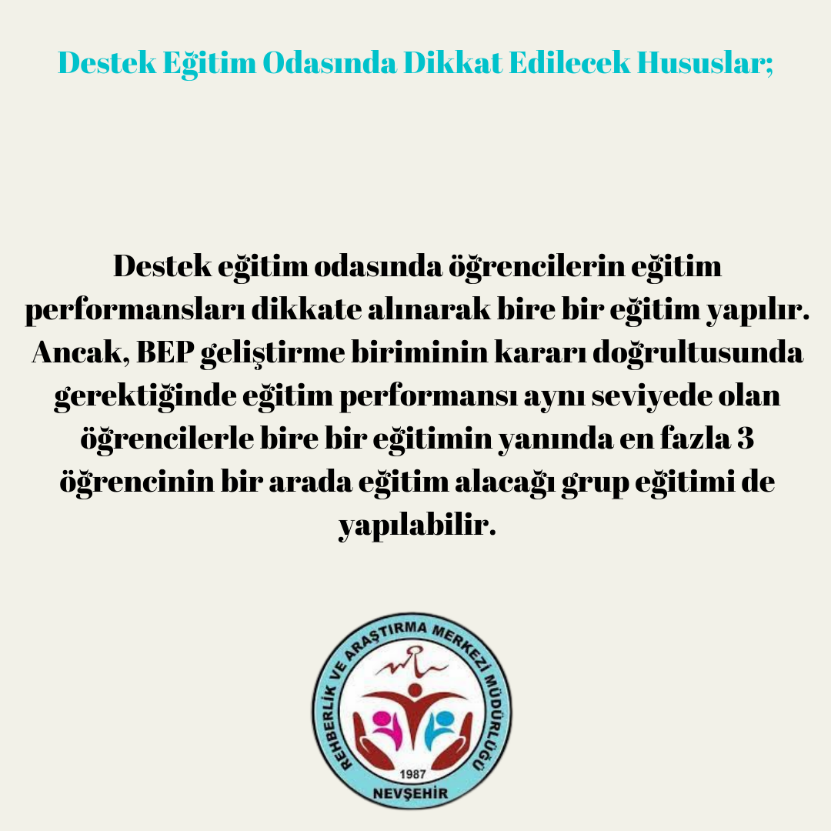 Destek Eğitim Odasında Dikkat Edilecek Hususlar;
Destek eğitim odasında öğrencilerin eğitim
performansları dikkate alınarak bire bir eğitim yapılır.
Ancak, BEP geliştirme biriminin kararı doğrultusunda
gerektiğinde eğitim performansı aynı seviyede olan
öğrencilerle bire bir eğitimin yanında en fazla 3
öğrencinin bir arada eğitim alacağı grup eğitimi de
yapılabilir.
REHBERLİK VE ARAŞTIRMA MERKEZİ MÜDÜRLÜĞÜ
1987
NEVŞEHİR